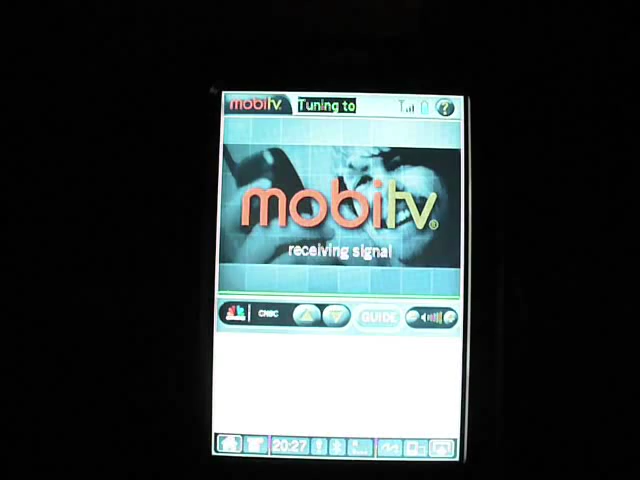 mobitv. Tuning to ?
mobitv®
receiving signal
CNBC GUIDE
20:27